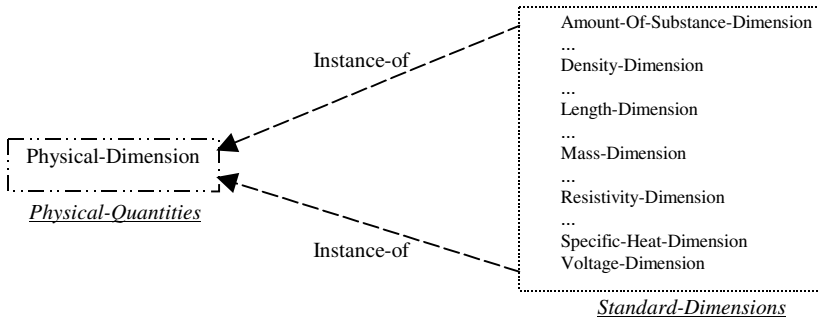 Amount-Of-Substance-Dimension
...
Instance-of
Density-Dimension
...
Length-Dimension
...
Physical-Dimension
Mass-Dimension
...
Resistivity-Dimension
Physical-Quantities
...
Instance-of
Specific-Heat-Dimension
Voltage-Dimension
Standard-Dimensions